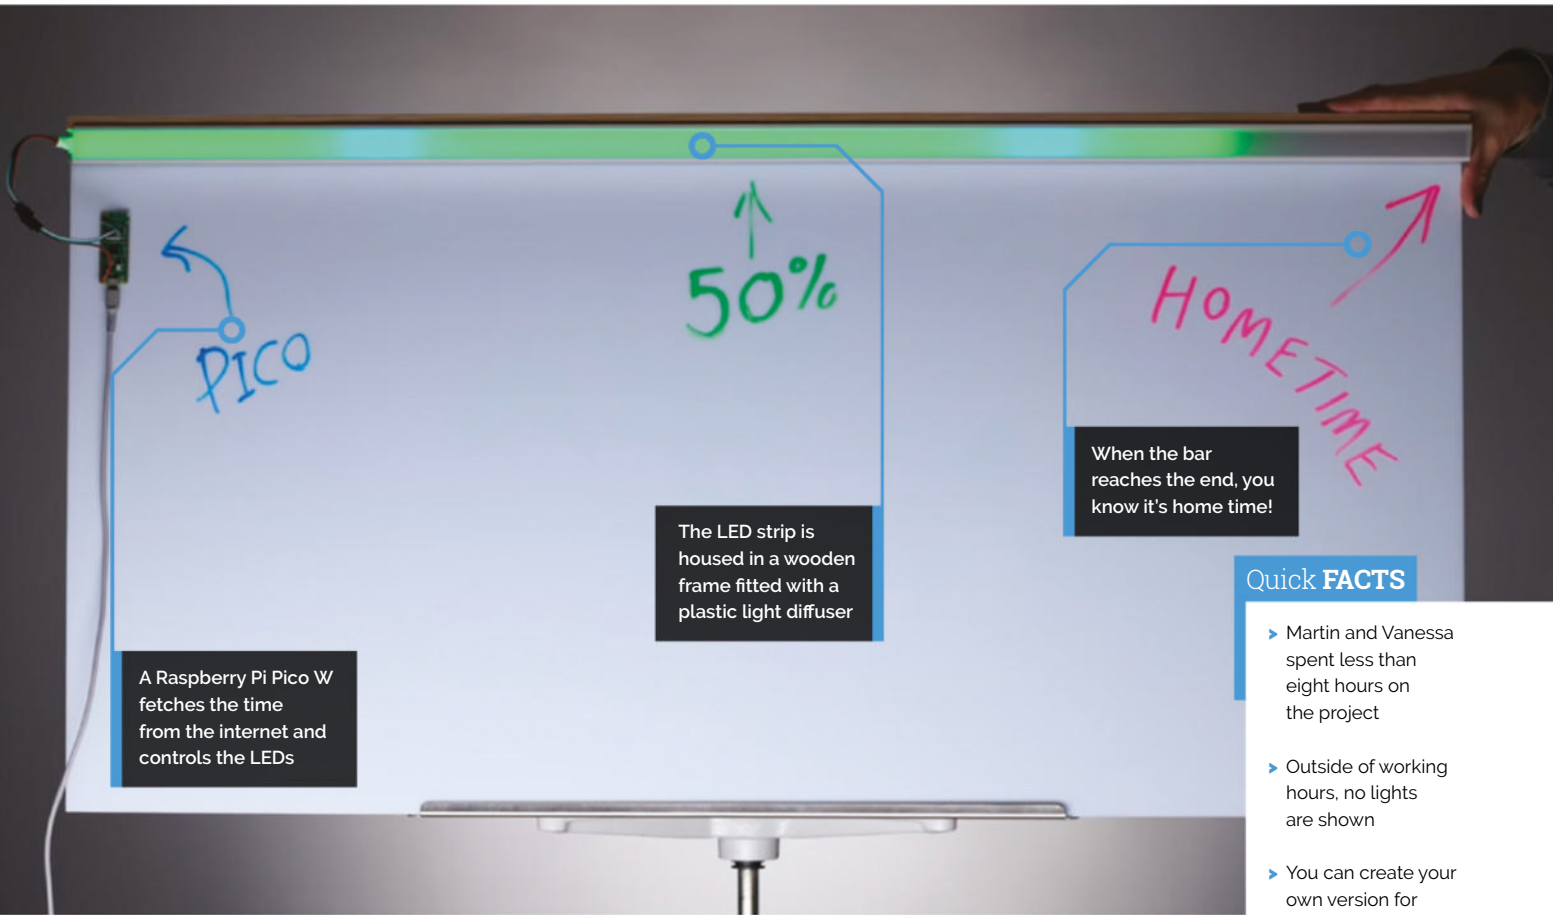 50%
HOMETIME
PICO
When the bar
reaches the end, you
know it's home time!
The LED strip is
housed in a wooden
frame fitted with a
plastic light diffuser
A Raspberry Pi Pico W
fetches the time
from the internet and
controls the LEDs
Quick FACTS
> Martin and Vanessa
spent less than
eight hours on
the project
> Outside of working
hours, no lights
are shown
> You can create your
own version for